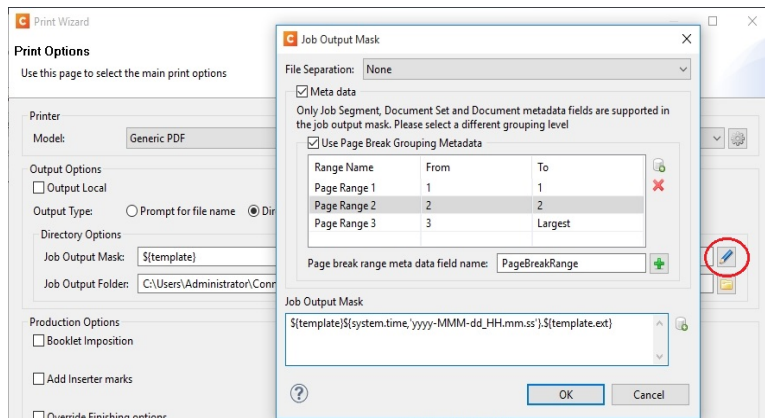 Print Wizard
Print Options
Use this page to select the main print options
Printer
Model: Generic PDF
Output Options
Output Local
Output Type: Prompt for file name Dir
Directory Options
Job Output Mask: ${template}
Job Output Folder: C:\Users\Administrator\Conn
Production Options
Booklet Imposition
Add Inserter marks
Override Finishing options
Job Output Mask
File Separation: None
Meta data
Only Job Segment, Document Set and Document metadata fields are supported in
the job output mask. Please select a different grouping level
Use Page Break Grouping Metadata
Range Name From To
Page Range 1 1 1
Page Range 2 2 2
Page Range 3 3 Largest
Page break range meta data field name: PageBreakRange
Job Output Mask
${template}${system.time,'yyyy-MMM-dd_HH.mm.ss'}.${template.ext}
OK Cancel